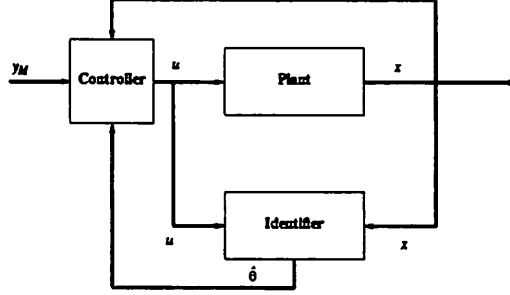 y_M
Controller
u
Plant
x
u
Identifier
x
θ̂